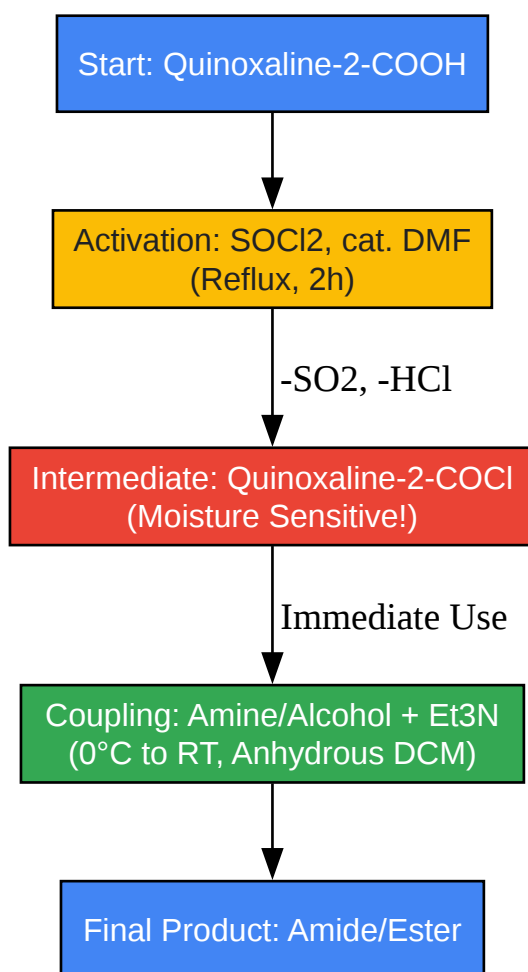 Start: Quinoxaline-2-COOH
Activation: SOCl2, cat. DMF
(Reflux, 2h)
-SO2, -HCl
Intermediate: Quinoxaline-2-COCl
(Moisture Sensitive!)
Immediate Use
Coupling: Amine/Alcohol + Et3N
(0°C to RT, Anhydrous DCM)
Final Product: Amide/Ester